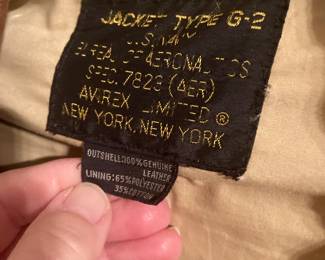 JACKET TYPE G-2
U.S. NAVY
BUREAU OF AERONAUTICS
SPEC. 7823 (AER)
AVIREX LIMITED ®
NEW YORK, NEW YORK
OUTSHELL:100% GENUINE
LEATHER
LINING: 65% POLYESTER
35% COTTON